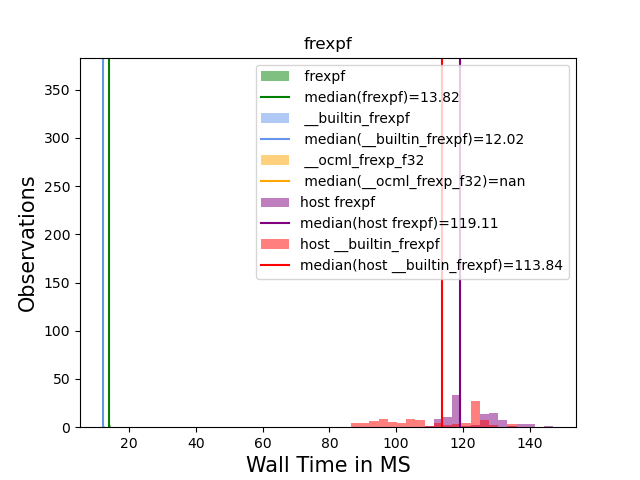 frexpf
350
300
250
200
150
100
50
0
Observations
frexpf
median(frexpf)=13.82
__builtin_frexpf
median(__builtin_frexpf)=12.02
__ocml_frexp_f32
median(__ocml_frexp_f32)=nan
host frexpf
median(host frexpf)=119.11
host __builtin_frexpf
median(host __builtin_frexpf)=113.84
20 40 60 80 100 120 140
Wall Time in MS